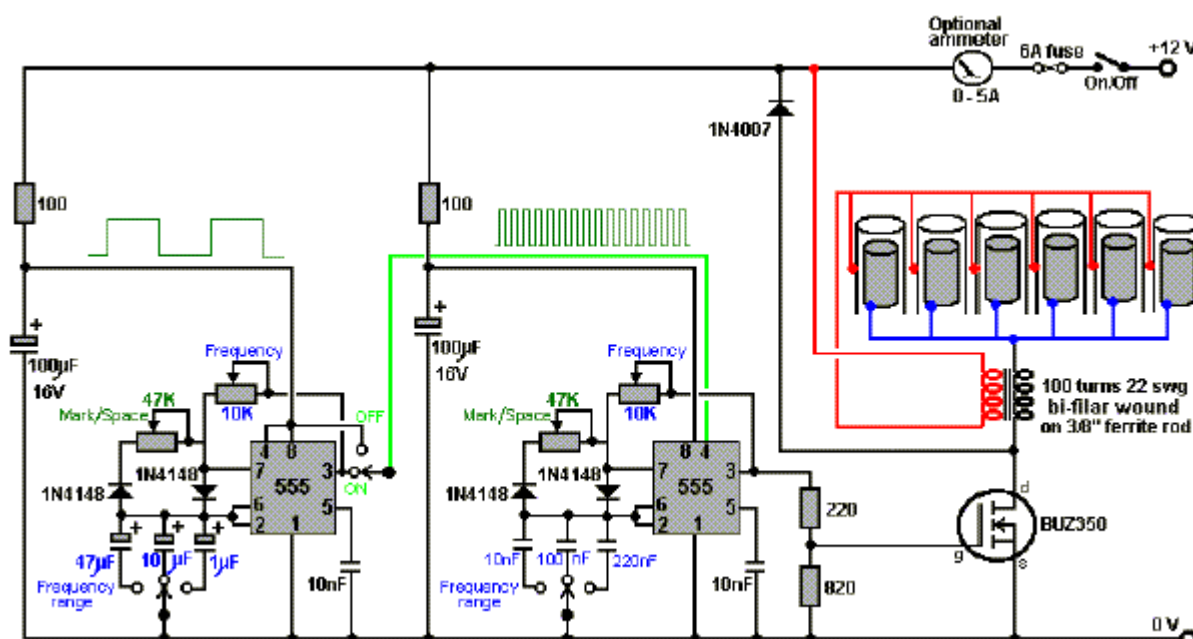 Optional
ammeter
6A fuse
+12 V
0 - 5A
On/Off
1N4007
100
100
+
100µF
16V
+
100µF
16V
Frequency
47K
Mark/Space
10K
OFF
ON
1N4148
1N4148
4 8
7
3
555
6
2
5
1
+
+
+
47µF
10 µF
1µF
Frequency
range
10nF
Frequency
47K
Mark/Space
10K
1N4148
1N4148
8 4
7
3
555
6
2
5
1
10nF
100 nF
220nF
Frequency
range
10nF
220
820
100 turns 22 swg
bi-filar wound
on 3/8" ferrite rod
d
BUZ350
g
s
0 V